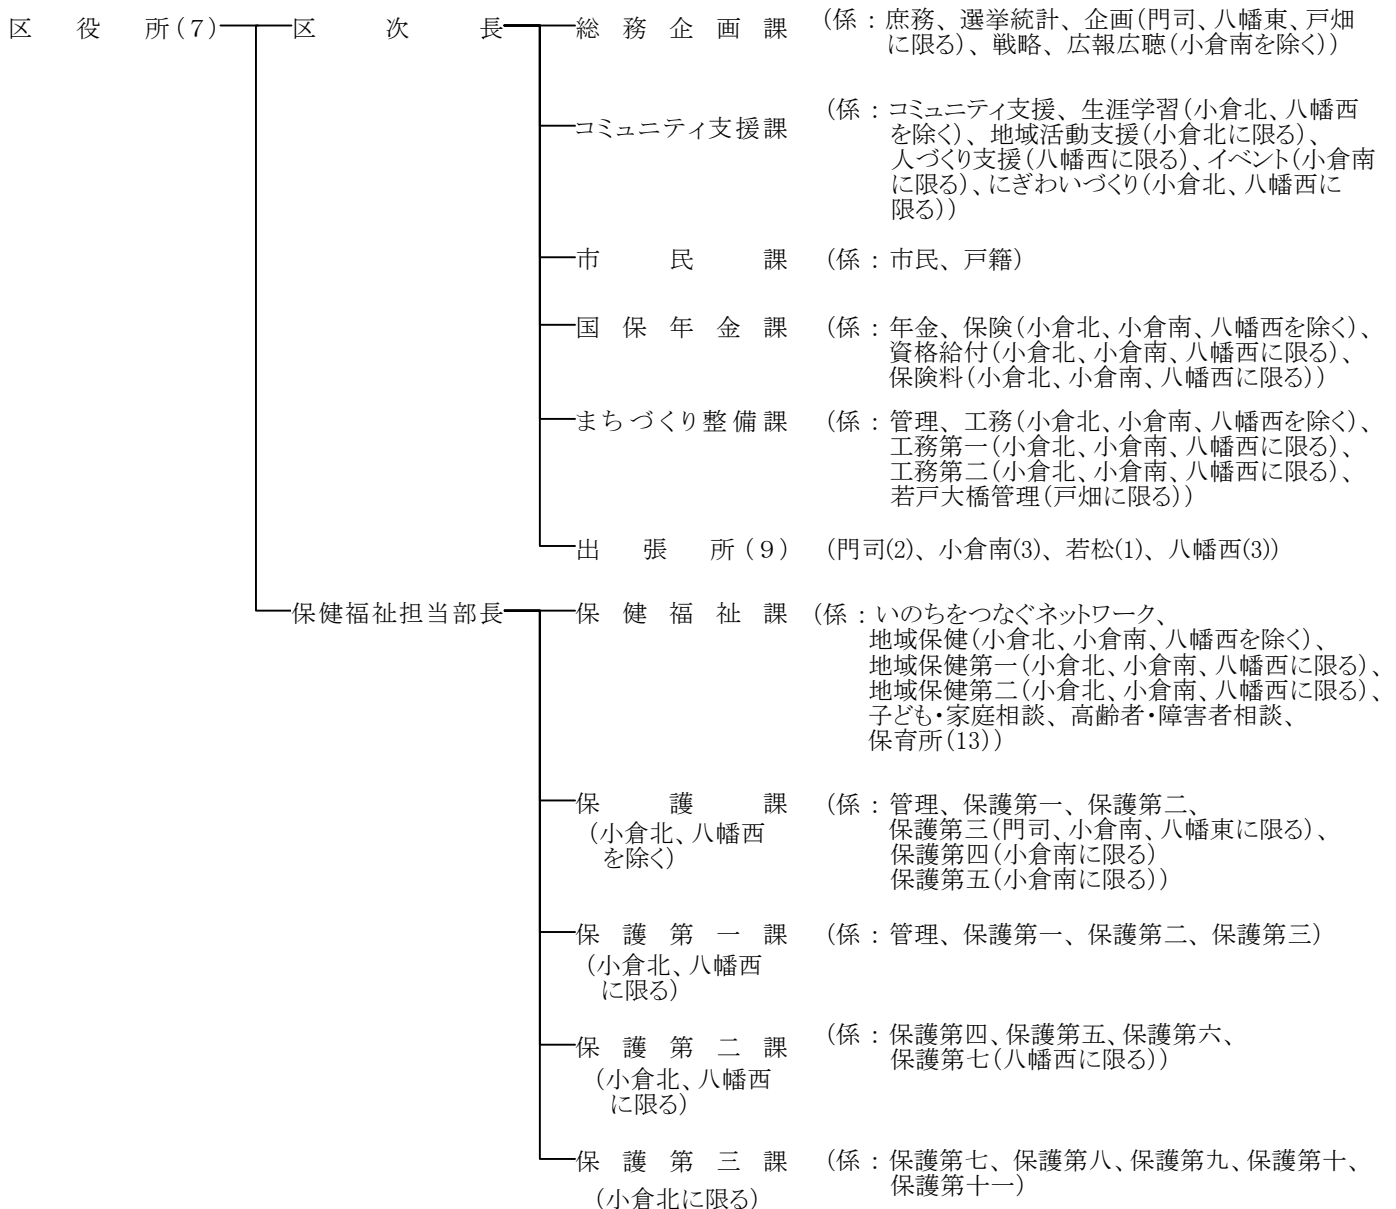 区役所(7) 区次長 総務企画課 (係：庶務、選挙統計、企画(門司、八幡東、戸畑
に限る)、戦略、広報広聴(小倉南を除く))
コミュニティ支援課 (係：コミュニティ支援、生涯学習(小倉北、八幡西
を除く)、地域活動支援(小倉北に限る)、
人づくり支援(八幡西に限る)、イベント(小倉南
に限る)、にぎわいづくり(小倉北、八幡西に
限る))
市民課 (係：市民、戸籍)
国保年金課 (係：年金、保険(小倉北、小倉南、八幡西を除く)、
資格給付(小倉北、小倉南、八幡西に限る)、
保険料(小倉北、小倉南、八幡西に限る))
まちづくり整備課 (係：管理、工務(小倉北、小倉南、八幡西を除く)、
工務第一(小倉北、小倉南、八幡西に限る)、
工務第二(小倉北、小倉南、八幡西に限る)、
若戸大橋管理(戸畑に限る))
出張所(9) (門司(2)、小倉南(3)、若松(1)、八幡西(3))
保健福祉担当部長 保健福祉課 (係：いのちをつなぐネットワーク、
地域保健(小倉北、小倉南、八幡西を除く)、
地域保健第一(小倉北、小倉南、八幡西に限る)、
地域保健第二(小倉北、小倉南、八幡西に限る)、
子ども・家庭相談、高齢者・障害者相談、
保育所(13))
保護課 (係：管理、保護第一、保護第二、
(小倉北、八幡西 保護第三(門司、小倉南、八幡東に限る)、
を除く) 保護第四(小倉南に限る)
保護第五(小倉南に限る))
保護第一課 (係：管理、保護第一、保護第二、保護第三)
(小倉北、八幡西
に限る)
保護第二課 (係：保護第四、保護第五、保護第六、
(小倉北、八幡西 保護第七(八幡西に限る))
に限る)
保護第三課 (係：保護第七、保護第八、保護第九、保護第十、
(小倉北に限る) 保護第十一)